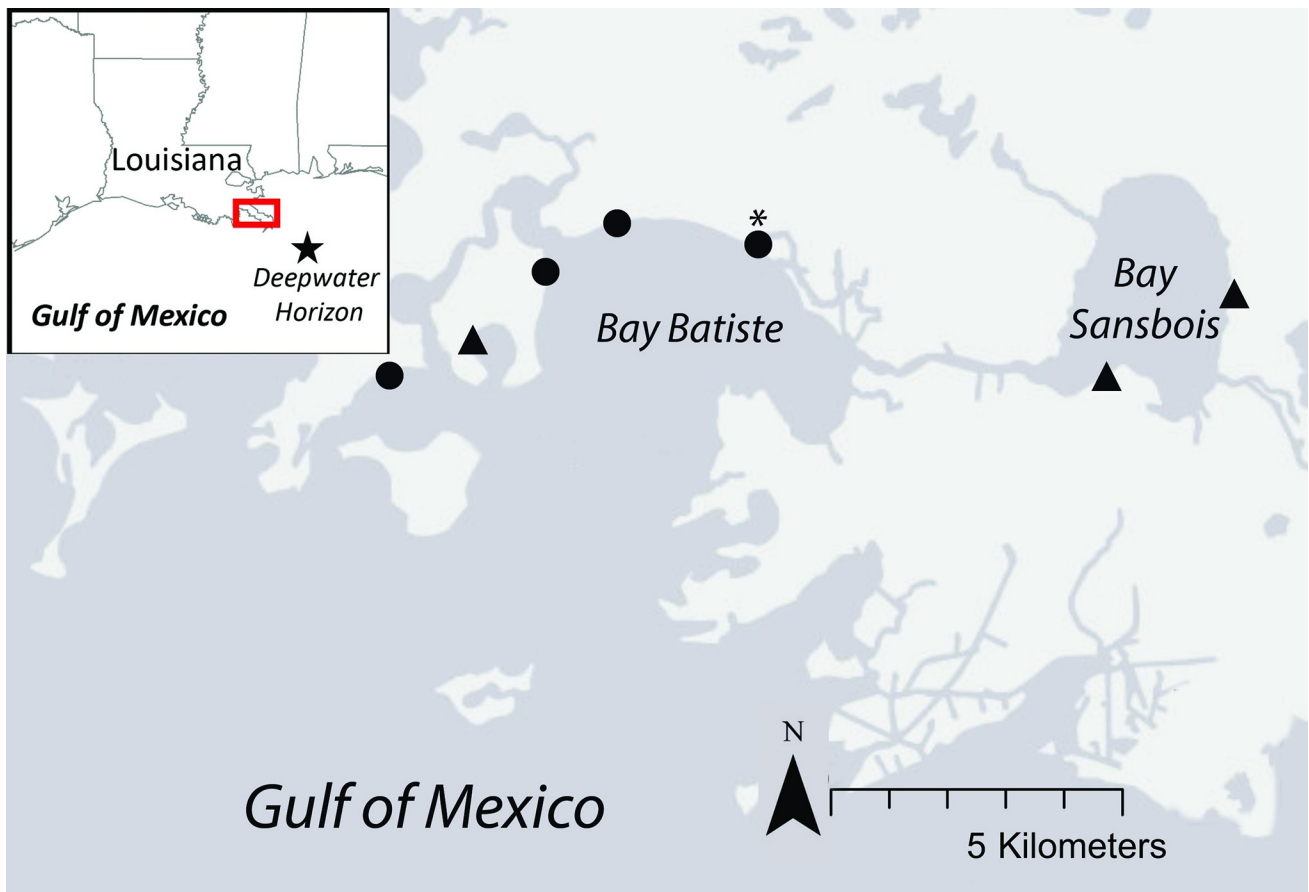 Louisiana
Deepwater
Horizon
Gulf of Mexico
*
Bay Batiste
Bay
Sansbois
N
Gulf of Mexico
5 Kilometers